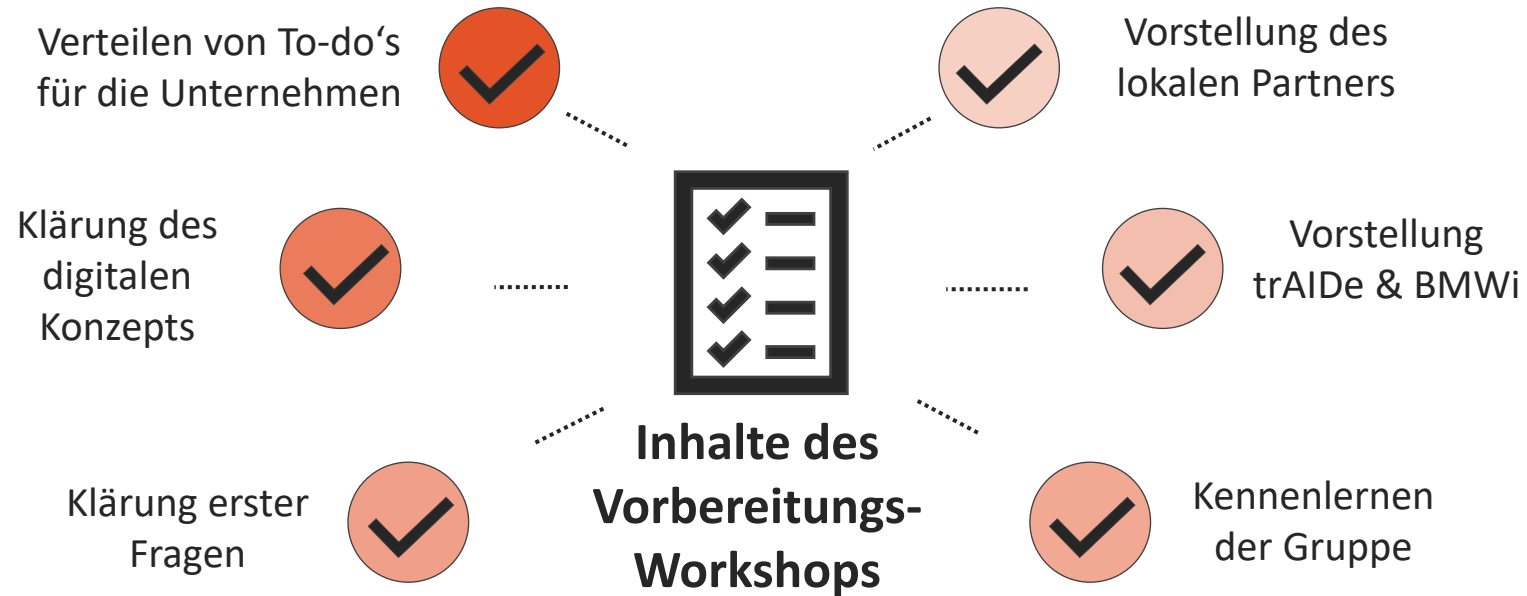 Verteilen von To-do‘s
für die Unternehmen
Vorstellung des
lokalen Partners
Klärung des
digitalen
Konzepts
Vorstellung
trAIDe & BMWi
Klärung erster
Fragen
Inhalte des
Vorbereitungs-
Workshops
Kennenlernen
der Gruppe